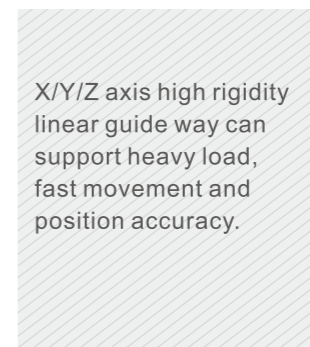 X/Y/Z axis high rigidity
linear guide way can
support heavy load,
fast movement and
position accuracy.